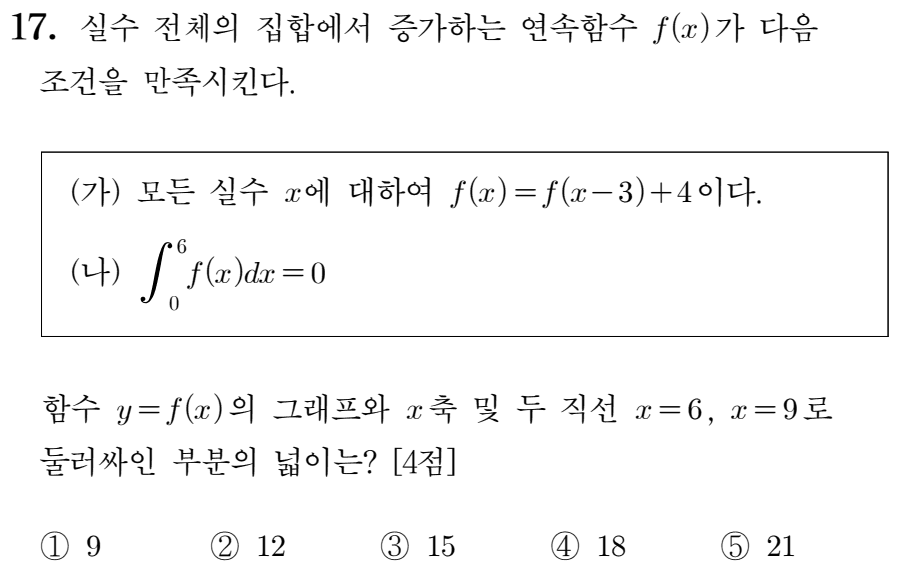 17. 실수 전체의 집합에서 증가하는 연속함수 f(x)가 다음
조건을 만족시킨다.
(가) 모든 실수 x에 대하여 f(x)=f(x-3)+4이다.
(나) ∫₀⁶ f(x)dx=0
함수 y=f(x)의 그래프와 x축 및 두 직선 x=6, x=9로
둘러싸인 부분의 넓이는? [4점]
① 9 ② 12 ③ 15 ④ 18 ⑤ 21